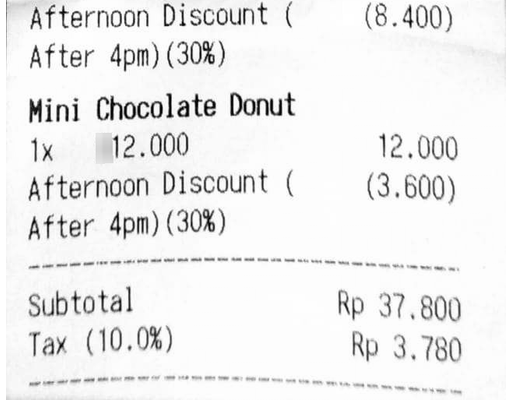 Afternoon Discount ( (8.400)
After 4pm)(30%)
Mini Chocolate Donut
1x 12.000 12.000
Afternoon Discount ( (3.600)
After 4pm)(30%)
Subtotal Rp 37.800
Tax (10.0%) Rp 3.780